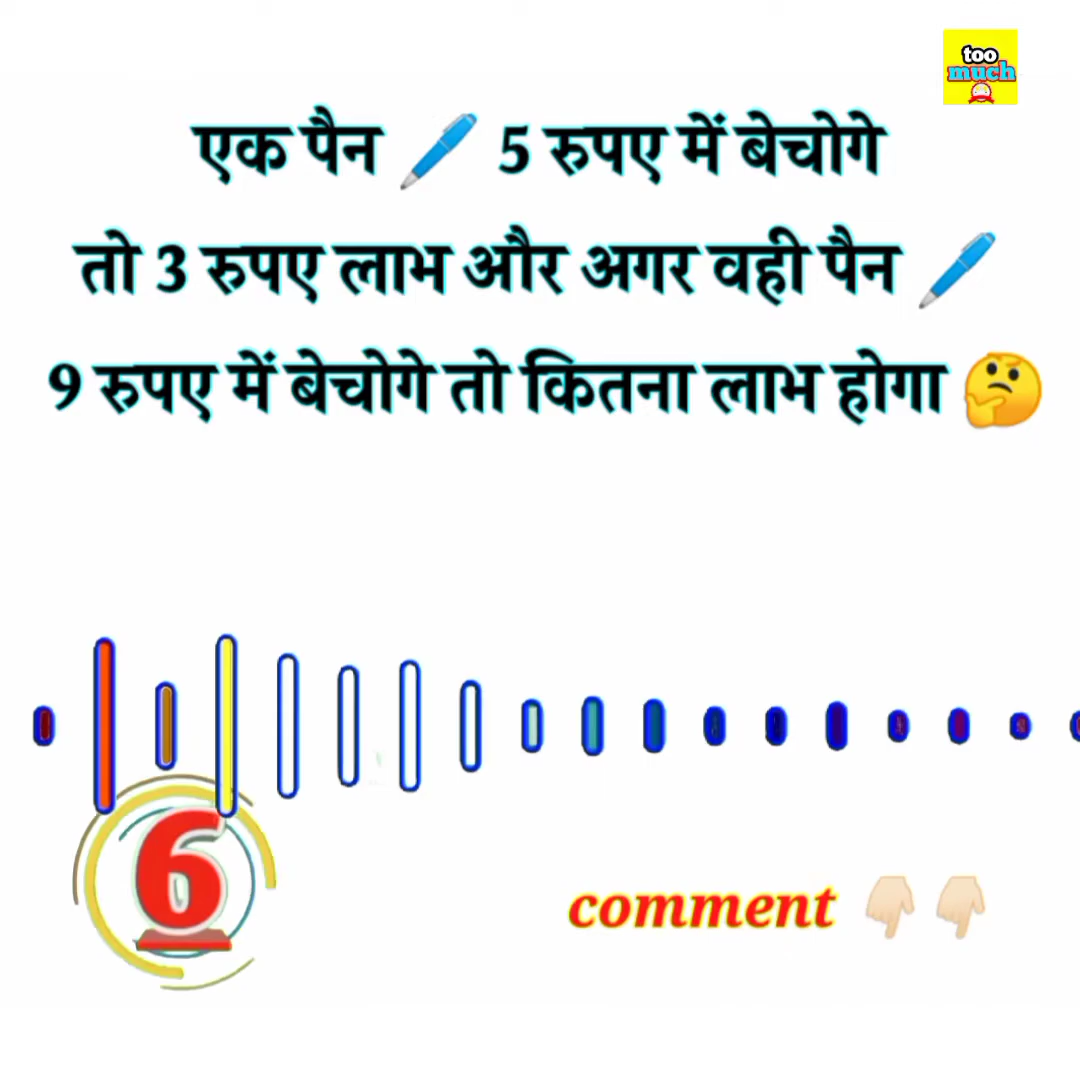 too
much
एक पैन 🖊️ 5 रुपए में बेचोगे
तो 3 रुपए लाभ और अगर वही पैन 🖊️
9 रुपए में बेचोगे तो कितना लाभ होगा 🤔
6
comment 👇🏻👇🏻